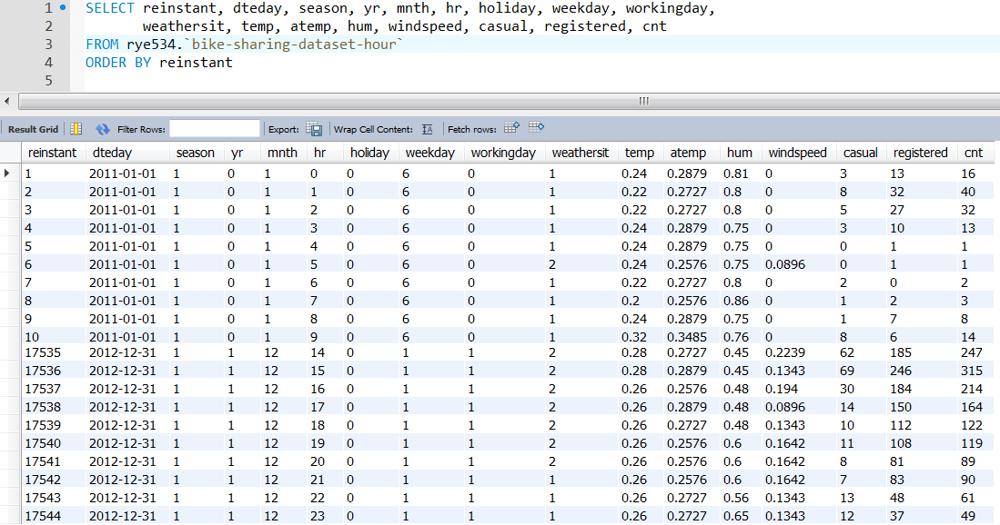 1 SELECT reinstant, dteday, season, yr, mnth, hr, holiday, weekday, workingday,
2 weathersit, temp, atemp, hum, windspeed, casual, registered, cnt
3 FROM rye534.`bike-sharing-dataset-hour`
4 ORDER BY reinstant
5
Result Grid Filter Rows: Export: Wrap Cell Content: IA Fetch rows:
reinstant dteday season yr mnth hr holiday weekday workingday weathersit temp atemp hum windspeed casual registered cnt
1 2011-01-01 1 0 1 0 0 6 0 1 0.24 0.2879 0.81 0 3 13 16
2 2011-01-01 1 0 1 1 0 6 0 1 0.22 0.2727 0.8 0 8 32 40
3 2011-01-01 1 0 1 2 0 6 0 1 0.22 0.2727 0.8 0 5 27 32
4 2011-01-01 1 0 1 3 0 6 0 1 0.24 0.2879 0.75 0 3 10 13
5 2011-01-01 1 0 1 4 0 6 0 1 0.24 0.2879 0.75 0 0 1 1
6 2011-01-01 1 0 1 5 0 6 0 2 0.24 0.2576 0.75 0.0896 0 1 1
7 2011-01-01 1 0 1 6 0 6 0 1 0.22 0.2727 0.8 0 2 0 2
8 2011-01-01 1 0 1 7 0 6 0 1 0.2 0.2576 0.86 0 1 2 3
9 2011-01-01 1 0 1 8 0 6 0 1 0.24 0.2879 0.75 0 1 7 8
10 2011-01-01 1 0 1 9 0 6 0 1 0.32 0.3485 0.76 0 8 6 14
17535 2012-12-31 1 1 12 14 0 1 1 2 0.28 0.2727 0.45 0.2239 62 185 247
17536 2012-12-31 1 1 12 15 0 1 1 2 0.28 0.2879 0.45 0.1343 69 246 315
17537 2012-12-31 1 1 12 16 0 1 1 2 0.26 0.2576 0.48 0.194 30 184 214
17538 2012-12-31 1 1 12 17 0 1 1 2 0.26 0.2879 0.48 0.0896 14 150 164
17539 2012-12-31 1 1 12 18 0 1 1 2 0.26 0.2727 0.48 0.1343 10 112 122
17540 2012-12-31 1 1 12 19 0 1 1 2 0.26 0.2576 0.6 0.1642 11 108 119
17541 2012-12-31 1 1 12 20 0 1 1 2 0.26 0.2576 0.6 0.1642 8 81 89
17542 2012-12-31 1 1 12 21 0 1 1 1 0.26 0.2576 0.6 0.1642 7 83 90
17543 2012-12-31 1 1 12 22 0 1 1 1 0.26 0.2727 0.56 0.1343 13 48 61
17544 2012-12-31 1 1 12 23 0 1 1 1 0.26 0.2727 0.65 0.1343 12 37 49